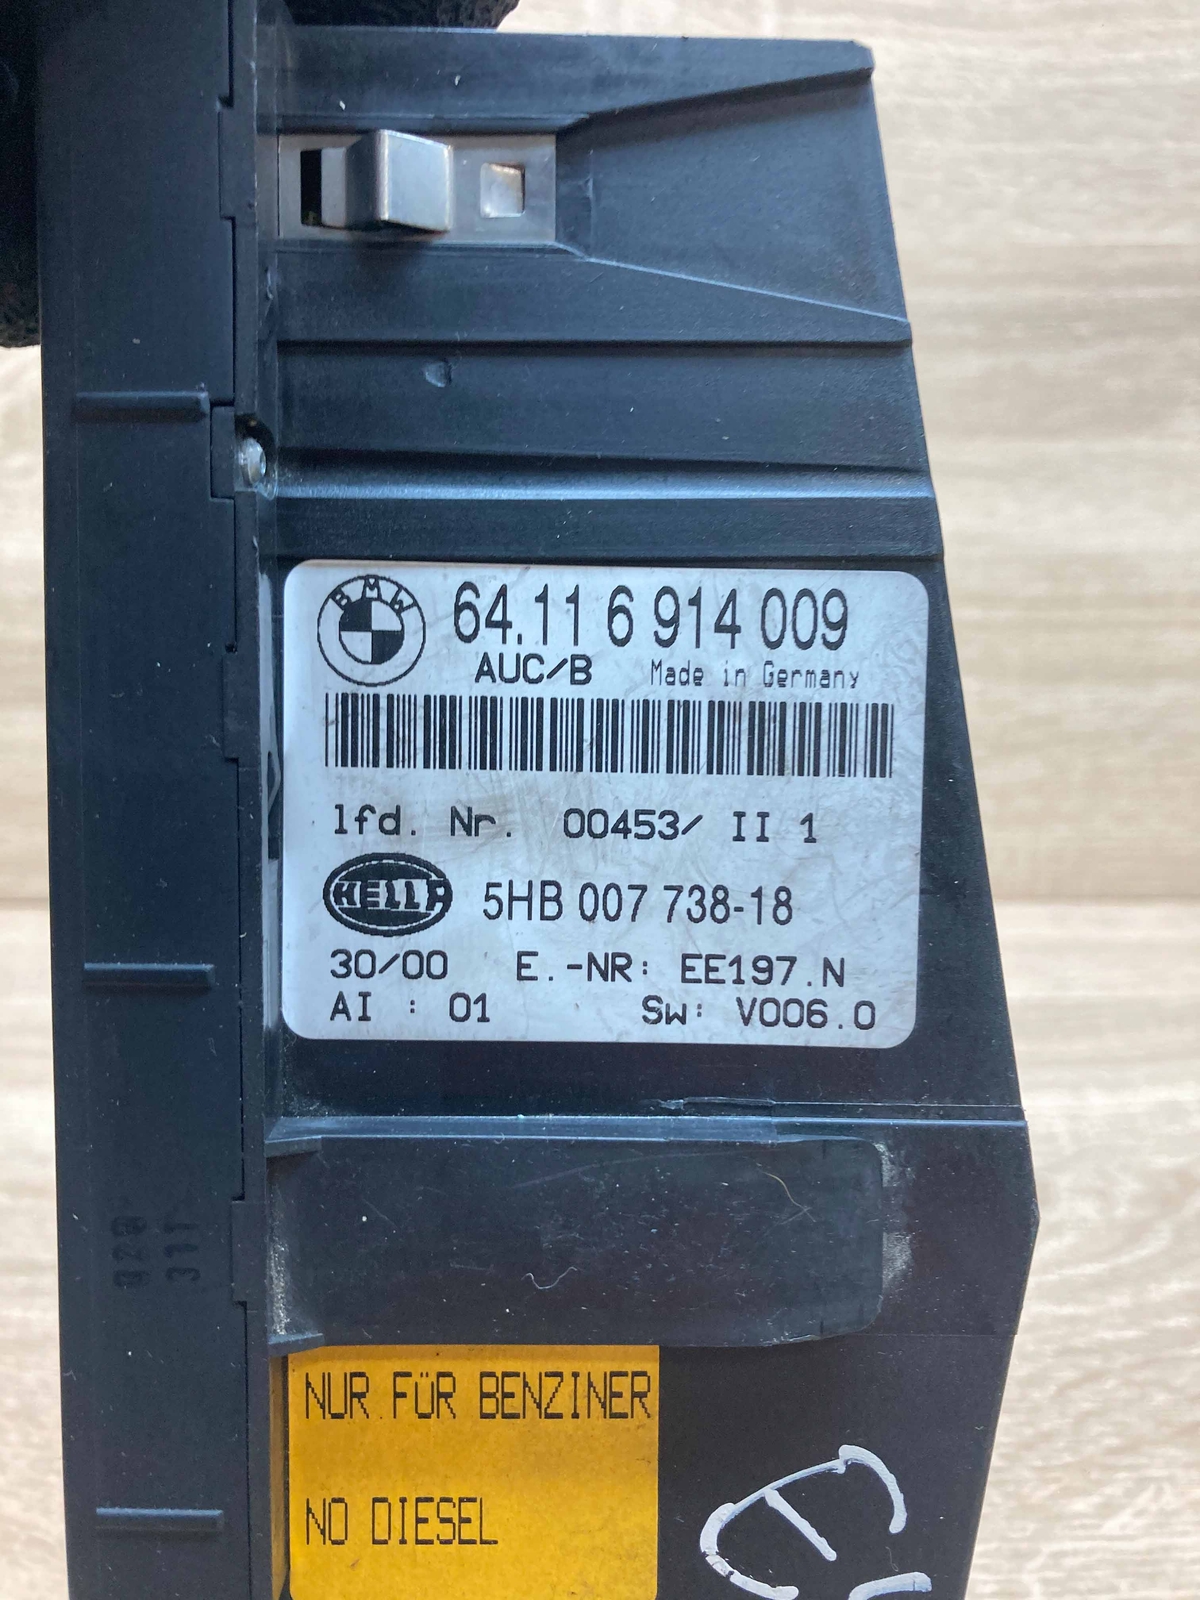 BMW
64.11 6 914 009
AUC/B Made in Germany
lfd. Nr. 00453/ II 1
HELLA 5HB 007 738-18
30/00 E.-NR: EE197.N
AI : 01 SW: V006.0
NUR FÜR BENZINER
NO DIESEL